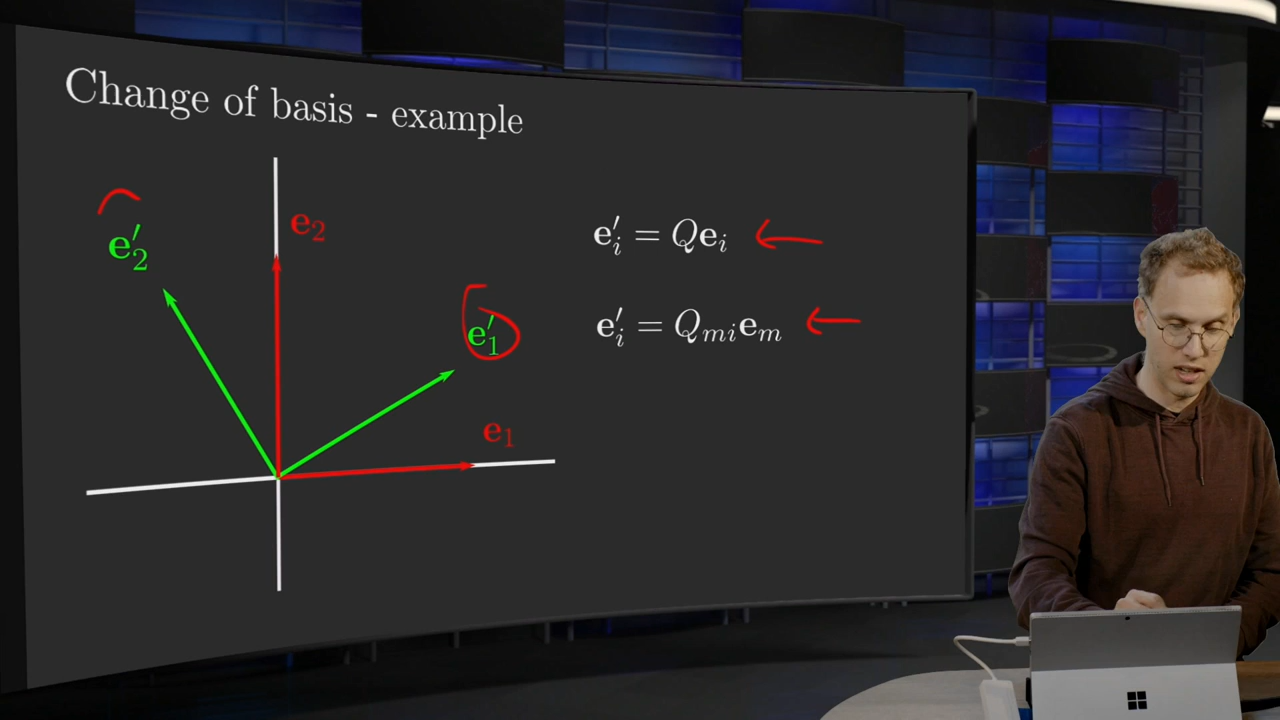 Change of basis - example
e₂
e′₂
e′ᵢ = Qeᵢ
e′₁
e′ᵢ = Qₘᵢeₘ
e₁